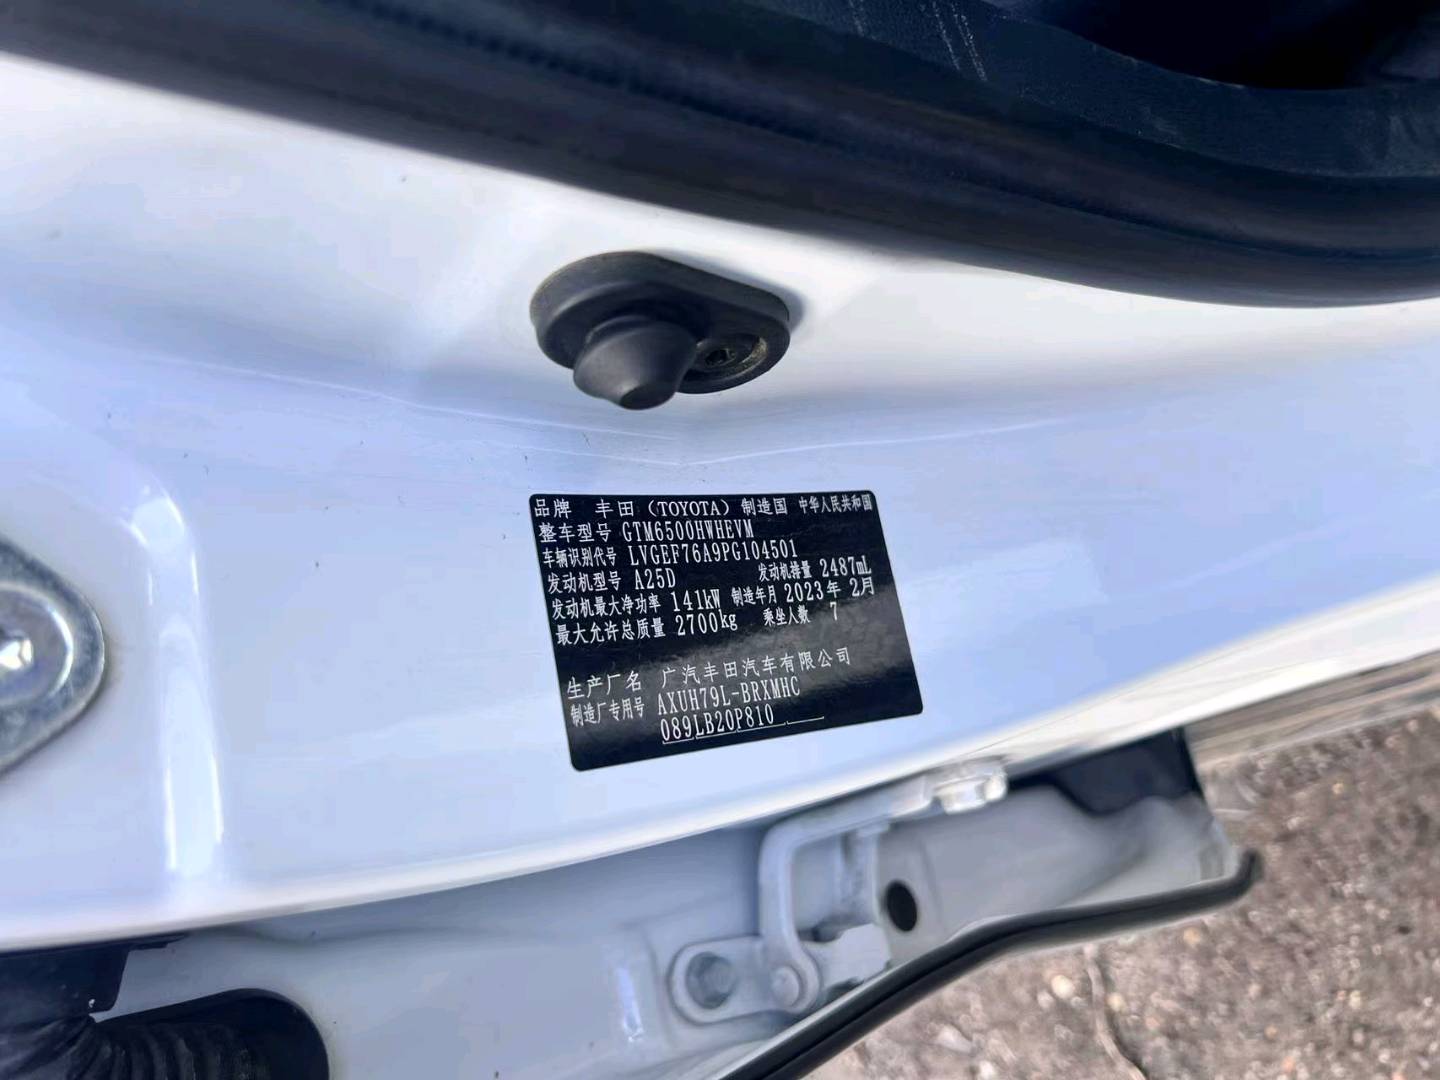 品牌 丰田（TOYOTA） 制造国 中华人民共和国
整车型号 GTM6500HWHEVM
车辆识别代号 LVGEF76A9PG104501
发动机型号 A25D 发动机排量 2487mL
发动机最大净功率 141kW 制造年月 2023年 2月
最大允许总质量 2700kg 乘坐人数 7
生产厂名 广汽丰田汽车有限公司
制造厂专用号 AXUH79L-BRXMHC
089LB20P810